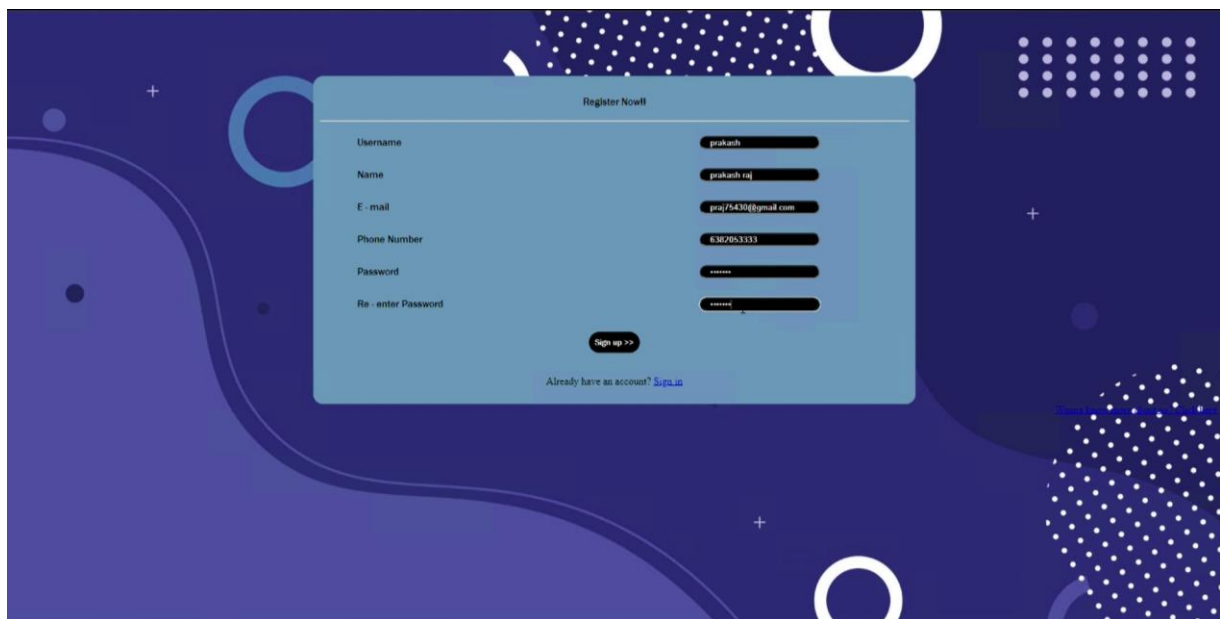 Register Now!!
Username prakash
Name prakash raj
E - mail praj75430@gmail.com
Phone Number 6382053333
Password •••••••
Re - enter Password •••••••
Sign up >>
Already have an account? Sign in